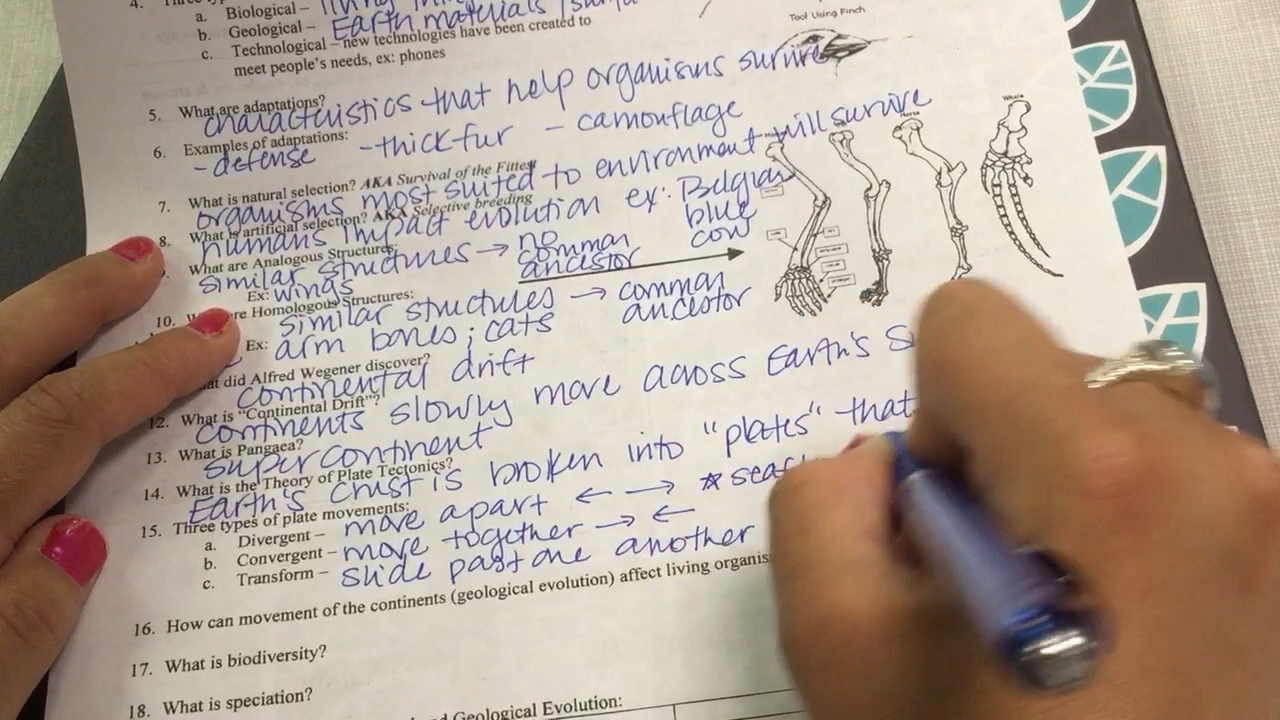 4.
a. Biological – living
b. Geological – Earth materials
c. Technological – new technologies have been created to
meet people's needs, ex: phones
Tool Using Finch
5. What are adaptations?
characteristics that help organisms survive
6. Examples of adaptations:
- defense - thick fur - camouflage
7. What is natural selection? AKA Survival of the Fittest
organisms most suited to environment will survive
8. What is artificial selection? AKA Selective breeding
humans impact evolution ex: Belgian
blue
cow
What are Analogous Structures:
similar structures → no
common
ancestor
Ex: wings
10. Homologous Structures:
similar structures → common
ancestor
Ex: arm bones; cats
did Alfred Wegener discover?
continental drift
12. What is "Continental Drift"?
continents slowly move across Earth's
13. What is Pangaea?
supercontinent
14. What is the Theory of Plate Tectonics?
Earth's crust is broken into "plates" that
15. Three types of plate movements:
a. Divergent – move apart ← →
b. Convergent – move together → ←
c. Transform – slide past one another
16. How can movement of the continents (geological evolution) affect living
17. What is biodiversity?
18. What is speciation?
Geological Evolution:
Horse
Whale